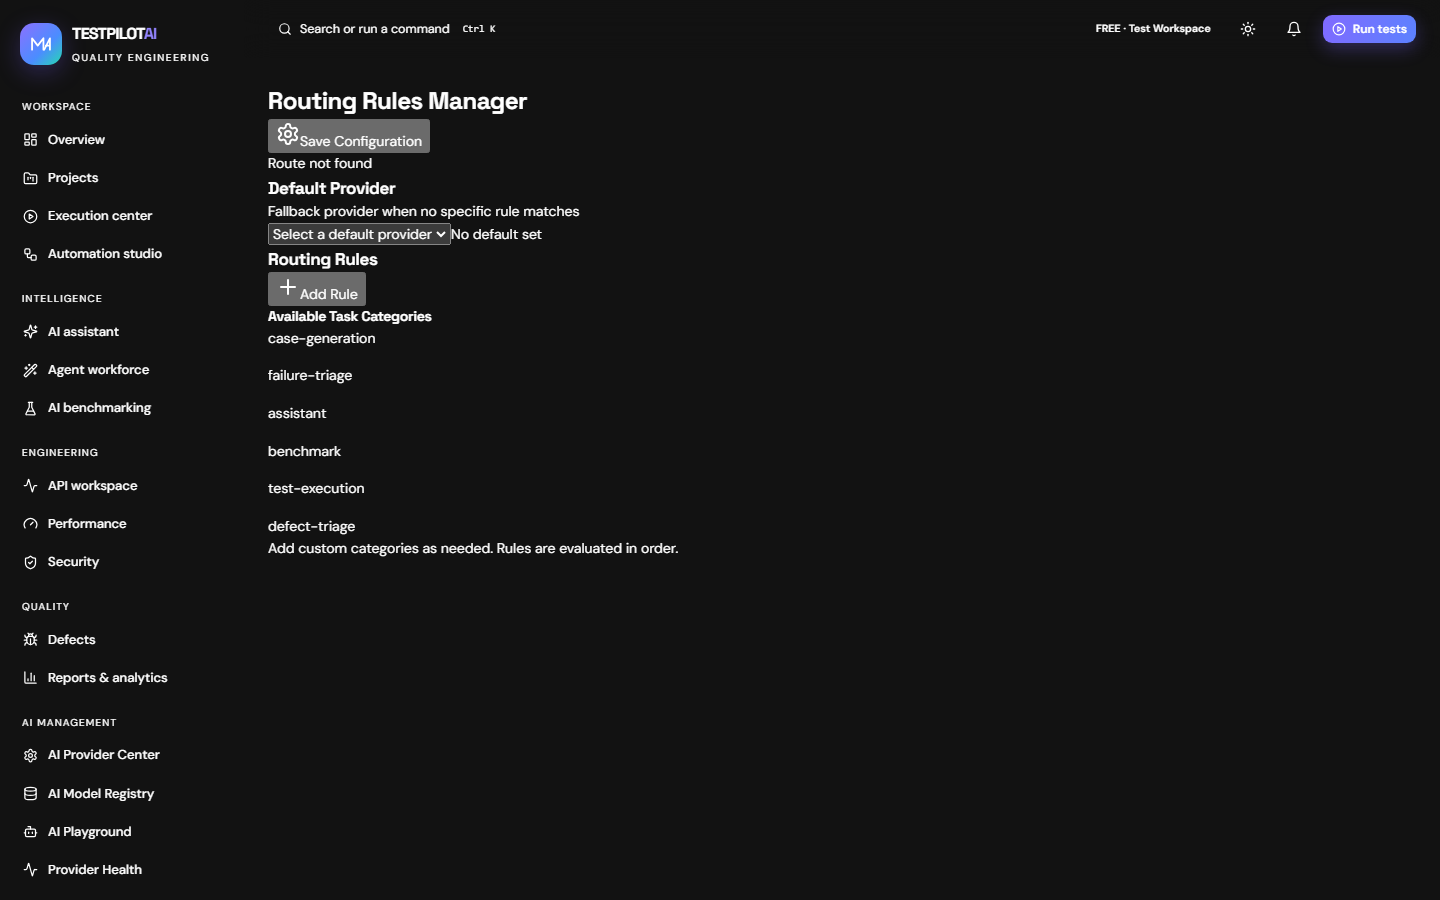 TESTPILOTAI
QUALITY ENGINEERING
WORKSPACE
Overview
Projects
Execution center
Automation studio
INTELLIGENCE
AI assistant
Agent workforce
AI benchmarking
ENGINEERING
API workspace
Performance
Security
QUALITY
Defects
Reports & analytics
AI MANAGEMENT
AI Provider Center
AI Model Registry
AI Playground
Provider Health
Search or run a command Ctrl K
FREE · Test Workspace
Run tests
Routing Rules Manager
Save Configuration
Route not found
Default Provider
Fallback provider when no specific rule matches
Select a default provider No default set
Routing Rules
Add Rule
Available Task Categories
case-generation
failure-triage
assistant
benchmark
test-execution
defect-triage
Add custom categories as needed. Rules are evaluated in order.